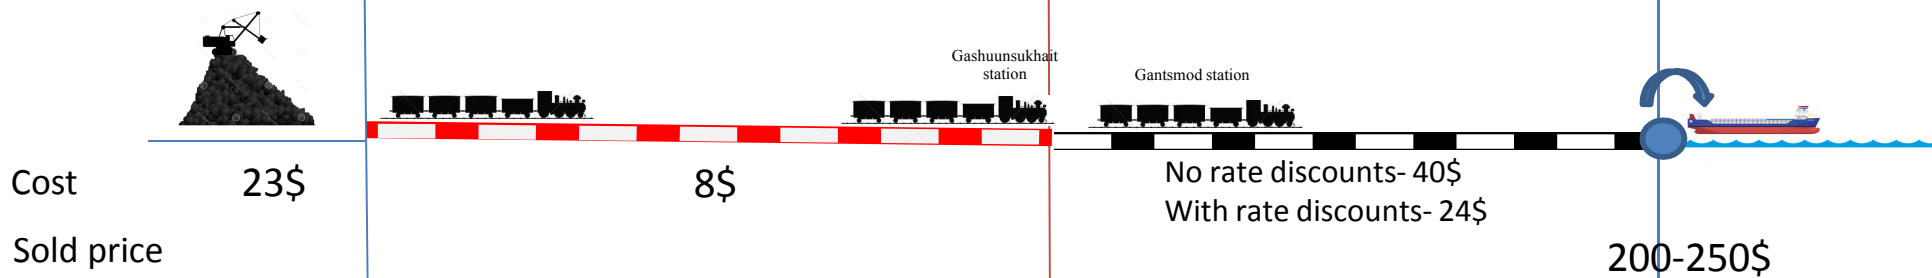 Gashuunsukhait
station
Gantsmod station
Cost
23$
8$
No rate discounts- 40$
With rate discounts- 24$
Sold price
200-250$